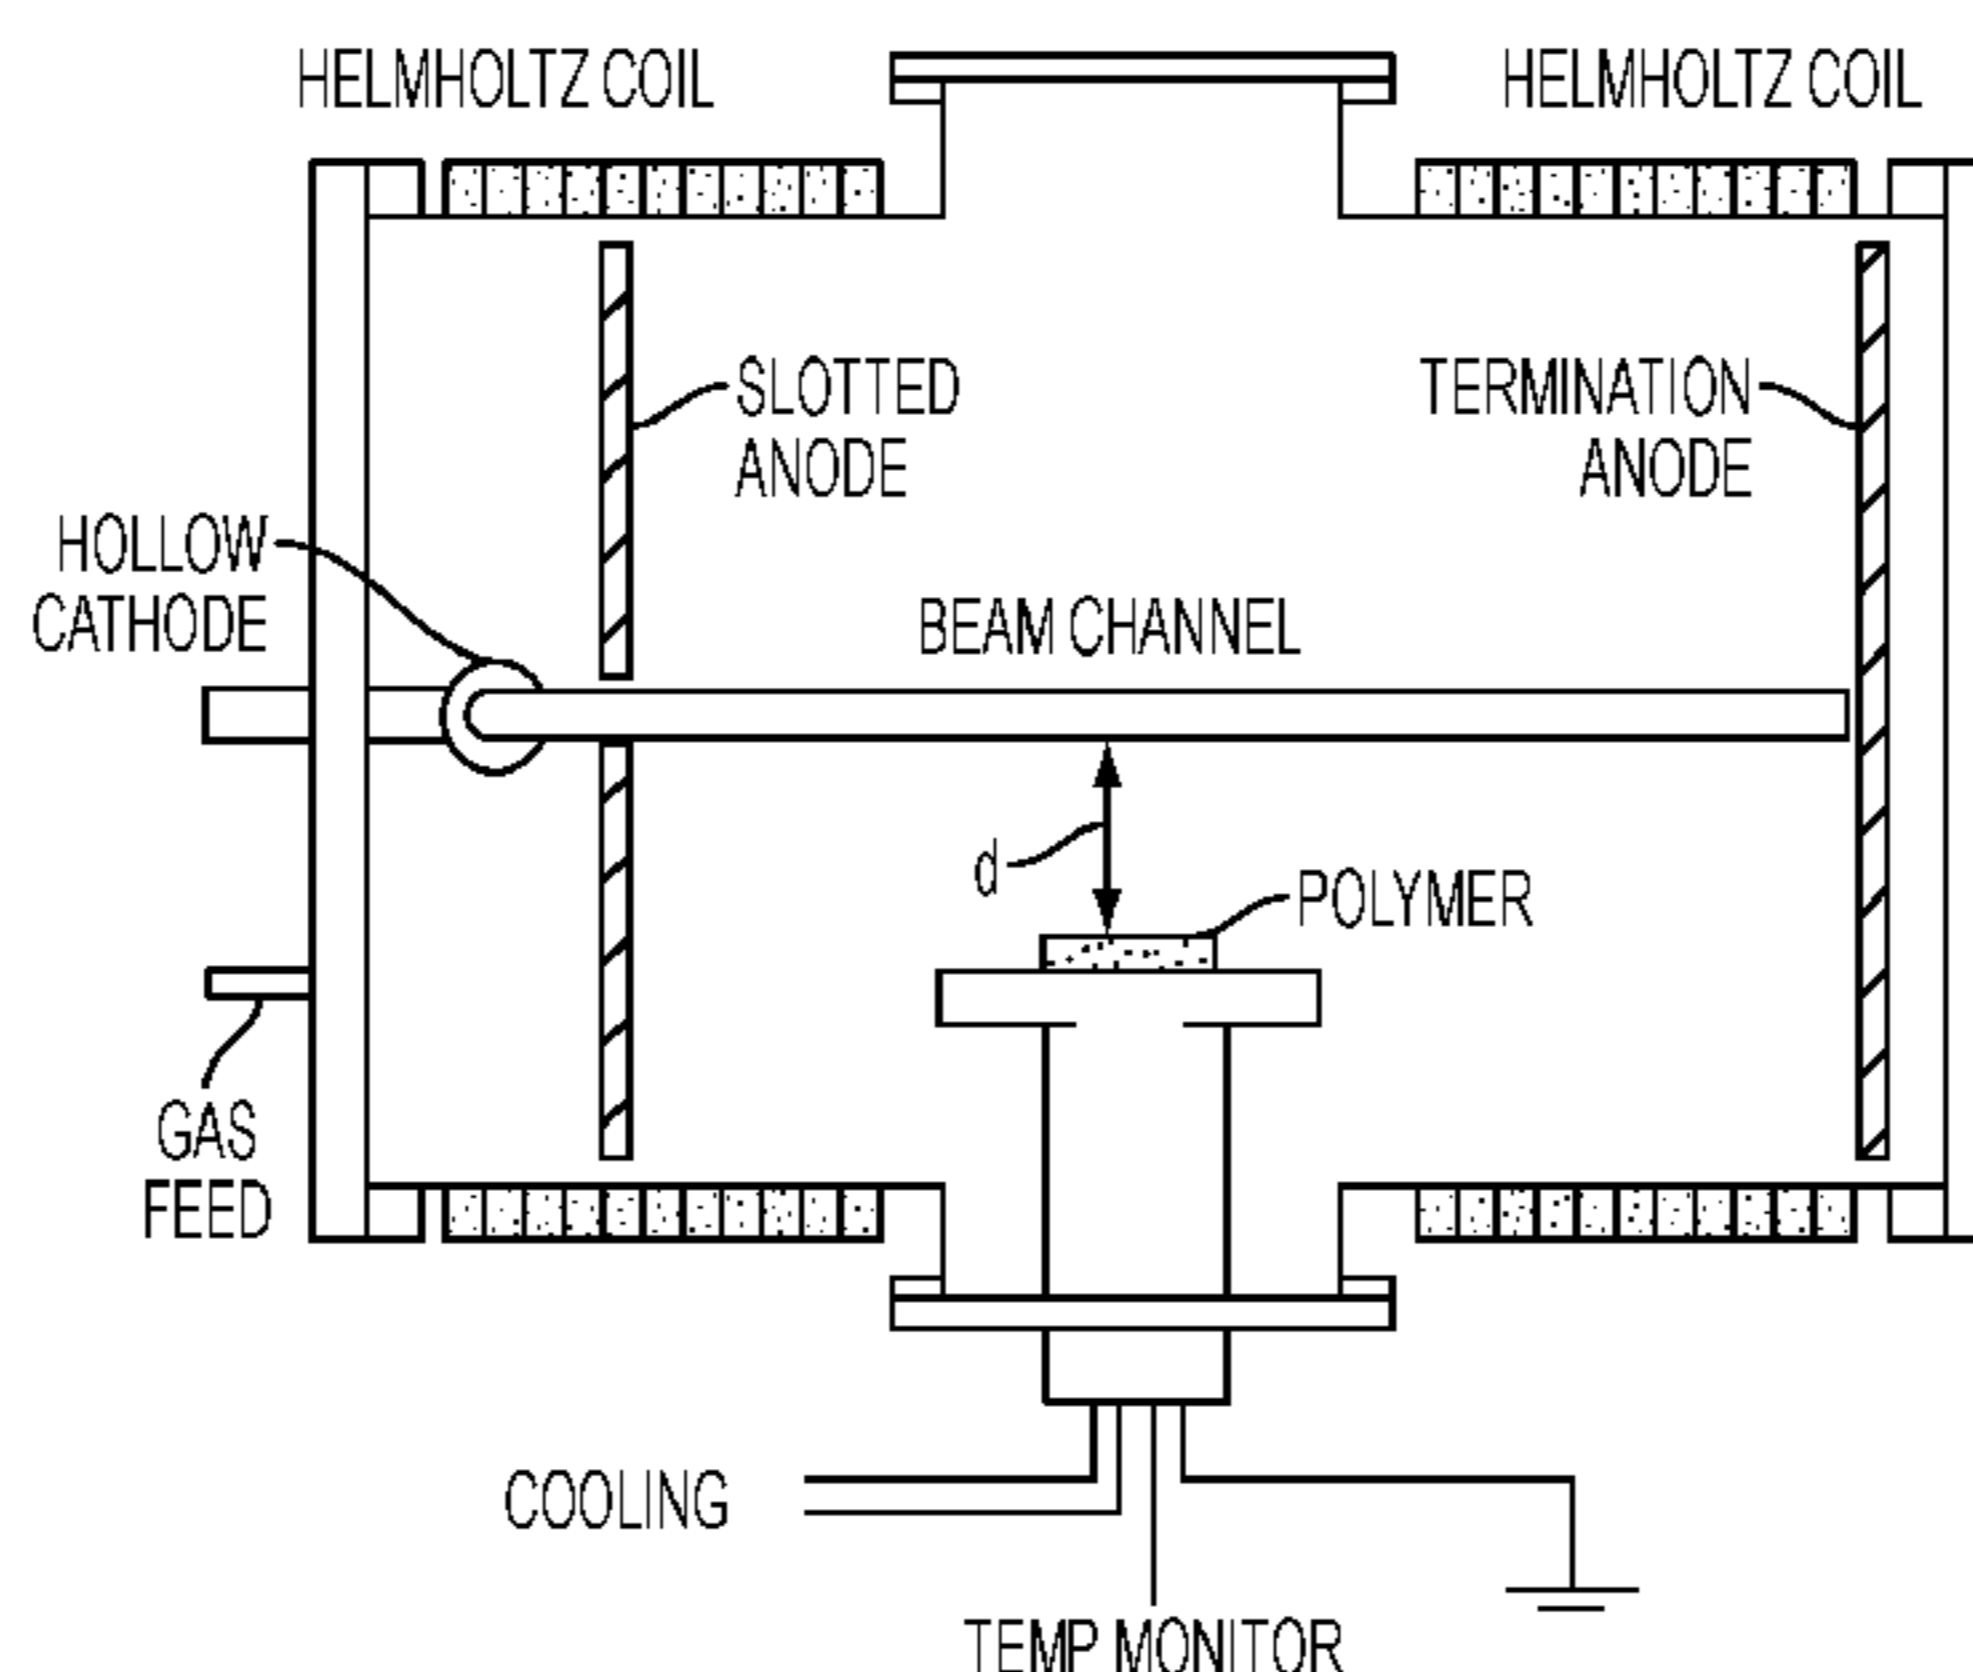 HELMHOLTZ COIL
HELMHOLTZ COIL
SLOTTED
ANODE
TERMINATION
ANODE
HOLLOW
CATHODE
BEAM CHANNEL
d
POLYMER
GAS
FEED
COOLING
TEMP MONITOR